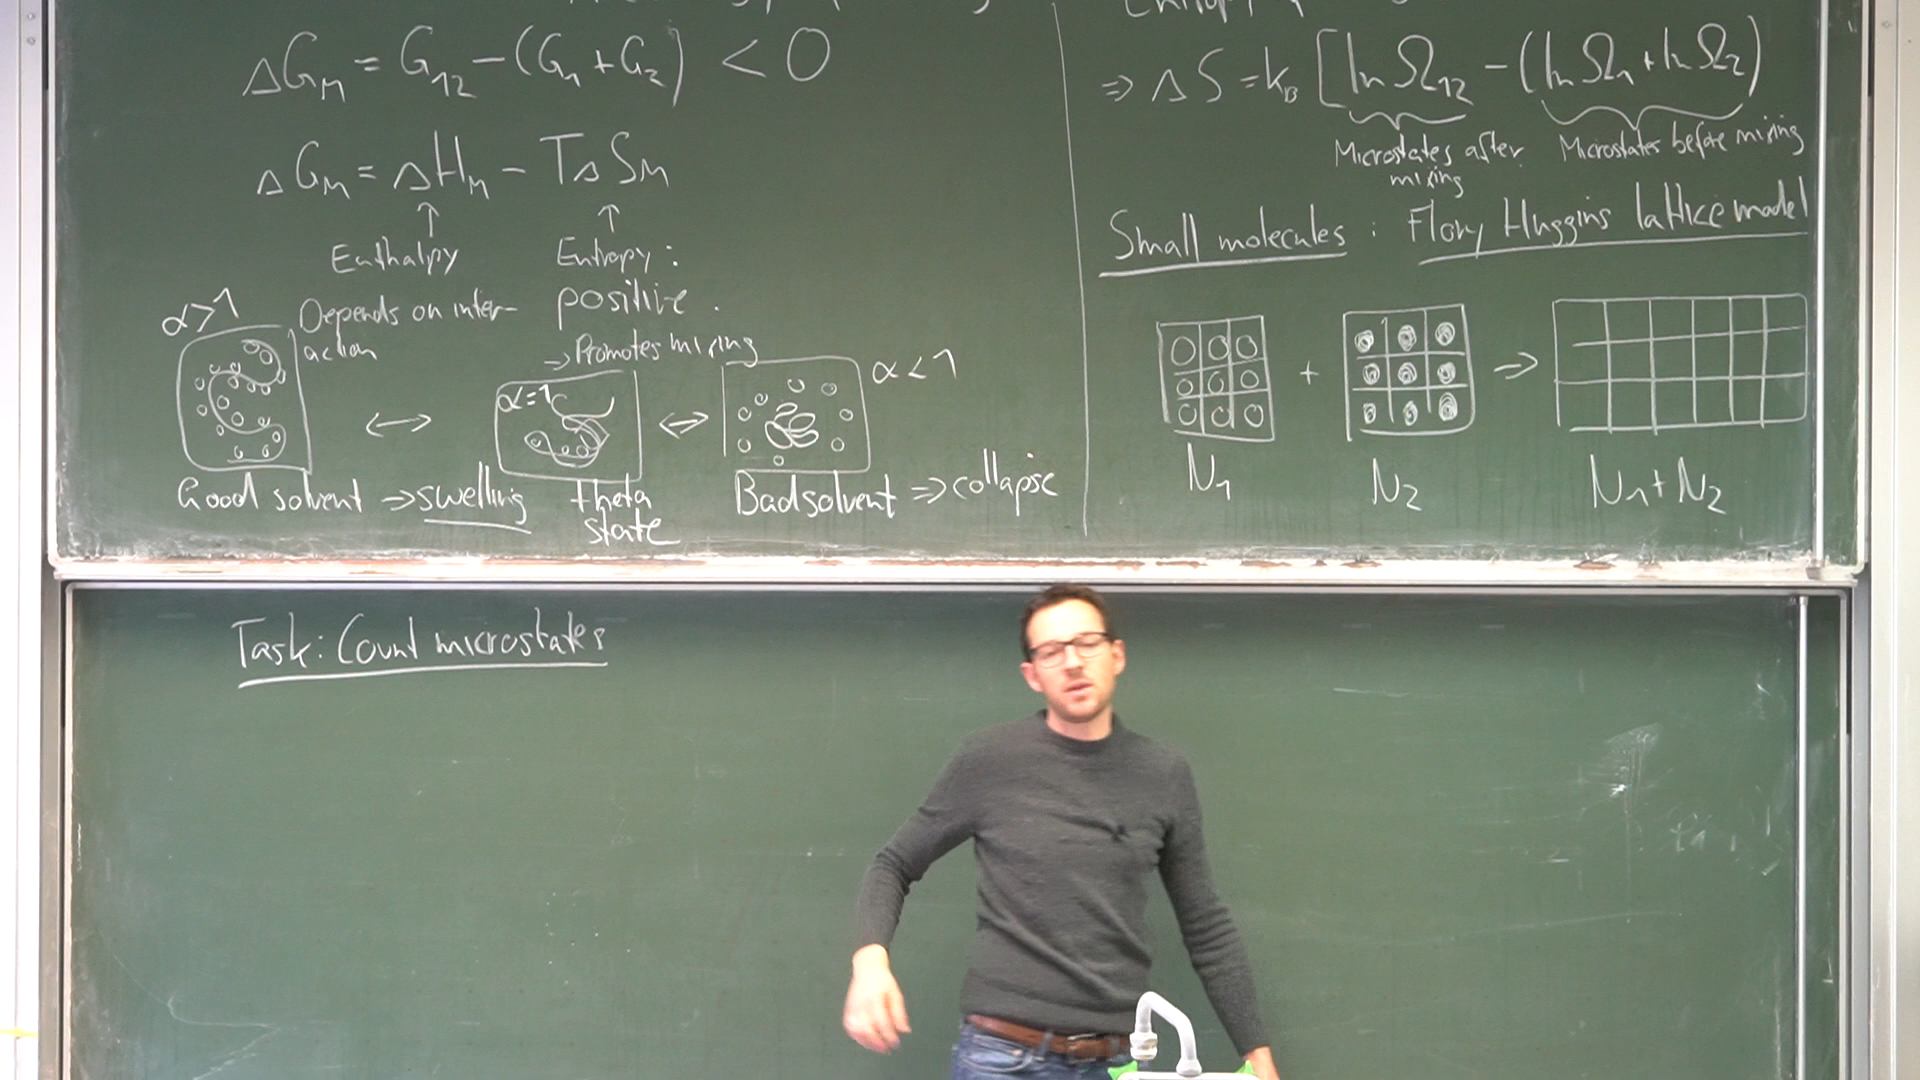 ΔG_M = G_12 - (G_1 + G_2) < 0
ΔG_M = ΔH_M - TΔS_M
↑ ↑
Enthalpy
Depends on inter-
action
Entropy:
positive.
⇒ Promotes mixing
α>1
α=1
α<1
Good solvent ⇒ swelling
theta
state
Bad solvent ⇒ collapse
⇒ ΔS = k_B [ln Ω_12 - (ln Ω_1 + ln Ω_2)
Microstates after
mixing
Microstates before mixing
Small molecules: Flory Huggins lattice model
+ ⇒
N_1 N_2 N_1 + N_2
Task: Count microstates